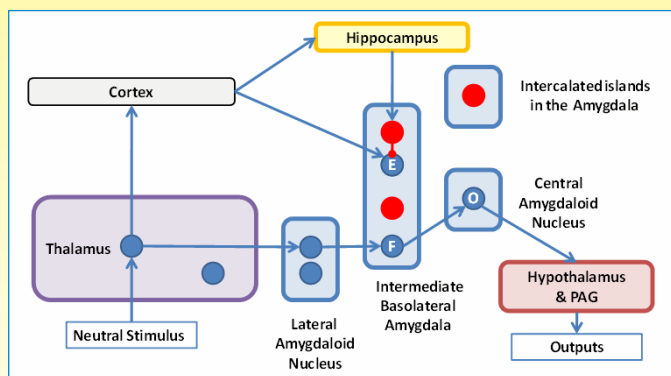 Hippocampus
Cortex
Intercalated islands
in the Amygdala
E
Thalamus
O
Central
Amygdaloid
Nucleus
F
Neutral Stimulus
Lateral
Amygdaloid
Nucleus
Intermediate
Basolateral
Amygdala
Hypothalamus
& PAG
Outputs